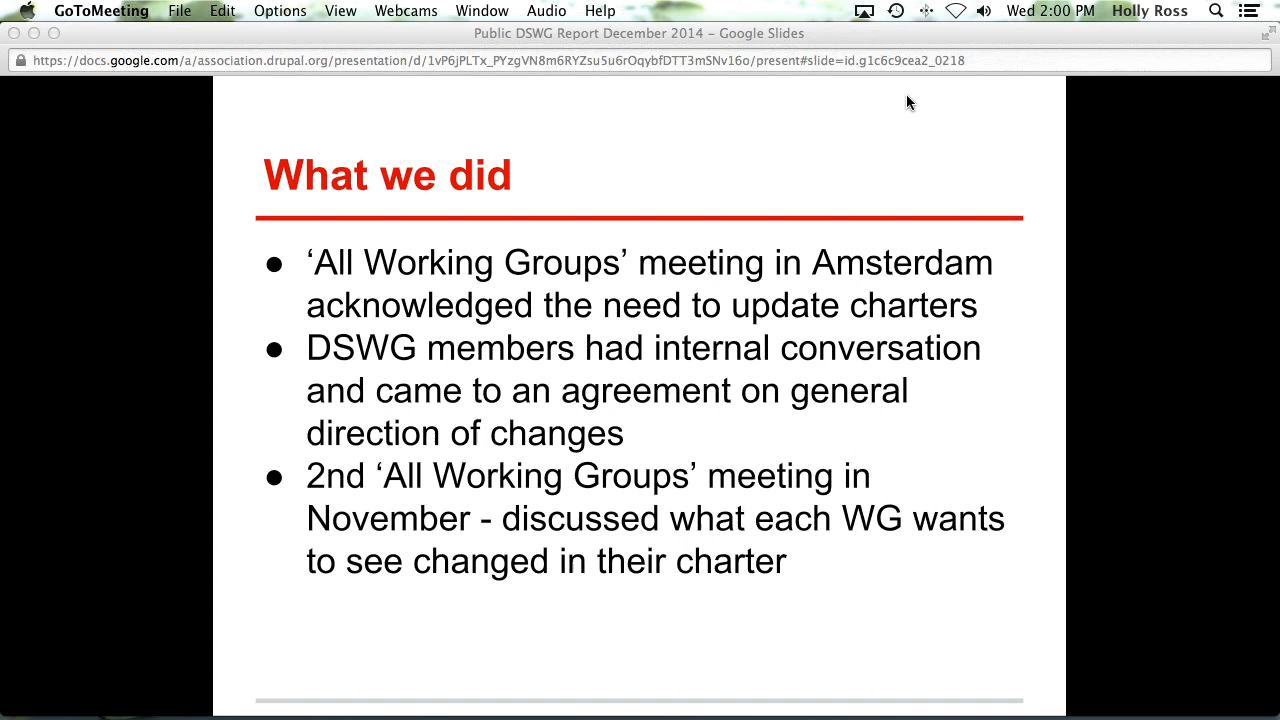 GoToMeeting File Edit Options View Webcams Window Audio Help Wed 2:00 PM Holly Ross
Public DSWG Report December 2014 – Google Slides
https://docs.google.com/a/association.drupal.org/presentation/d/1vP6jPLTx_PYzgVN8m6RYZsu5u6rOqybfDTT3mSNv16o/present#slide=id.g1c6c9cea2_0218
What we did
● ‘All Working Groups’ meeting in Amsterdam
acknowledged the need to update charters
● DSWG members had internal conversation
and came to an agreement on general
direction of changes
● 2nd ‘All Working Groups’ meeting in
November - discussed what each WG wants
to see changed in their charter